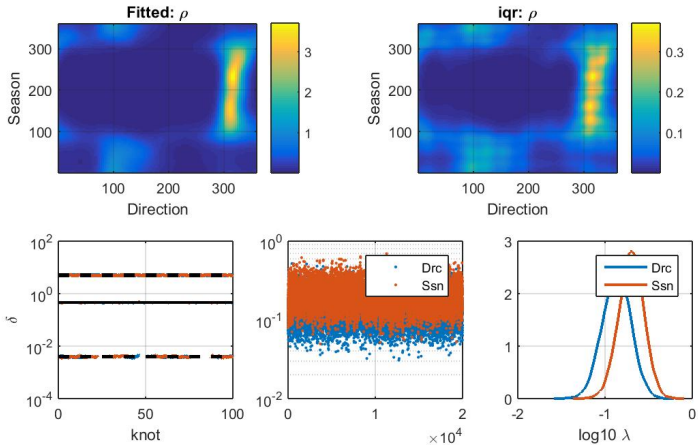 Fitted: ρ
iqr: ρ
300
200
100
Season
100 200 300
Direction
3
2
1
300
200
100
Season
100 200 300
Direction
0.3
0.2
0.1
10^2
10^0
10^-2
10^-4
δ
0 50 100
knot
10^0
10^-1
10^-2
Drc
Ssn
0 1 2
×10^4
3
2
1
0
Drc
Ssn
-2 -1 0
log10 λ